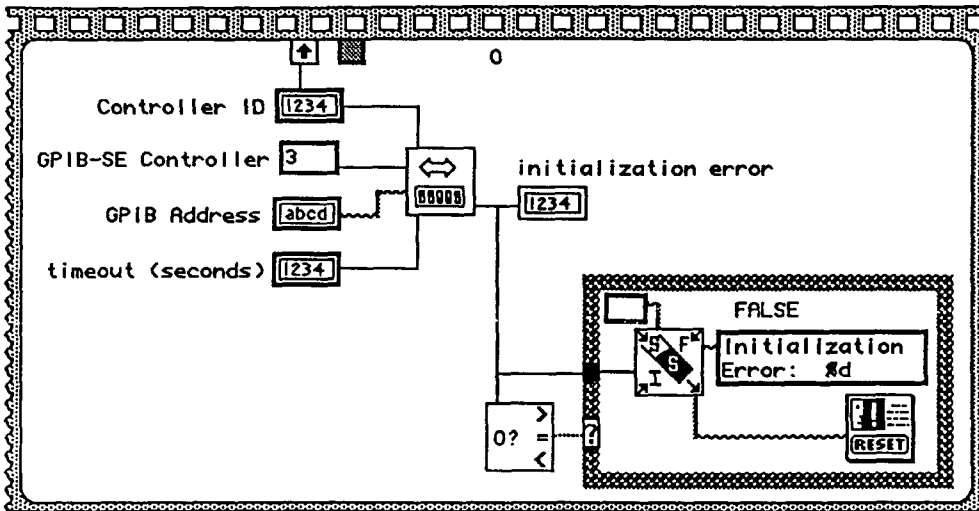 0
Controller ID 1234
GPIB-SE Controller 3
initialization error
GPIB Address abcd
1234
timeout (seconds) 1234
FALSE
S F
S
I
Initialization
Error: %d
>
0? =
<
?
RESET